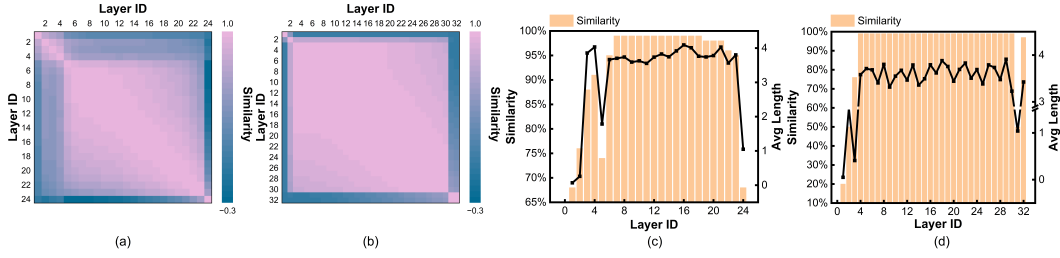 Layer ID
2 4 6 8 10 12 14 16 18 20 22 24
1.0
Layer ID
2
4
6
8
10
12
14
16
18
20
22
24
Similarity
−0.3
(a)
Layer ID
2 4 6 8 10 12 14 16 18 20 22 24 26 28 30 32
1.0
Layer ID
2
4
6
8
10
12
14
16
18
20
22
24
26
28
30
32
Similarity
−0.3
(b)
Similarity
100%
95%
90%
85%
80%
75%
70%
65%
Similarity
4
3
2
1
0
Avg Length
0 4 8 12 16 20 24
Layer ID
(c)
Similarity
100%
90%
80%
70%
60%
50%
40%
30%
20%
10%
Similarity
4
3
1
0
Avg Length
0 4 8 12 16 20 24 28 32
Layer ID
(d)